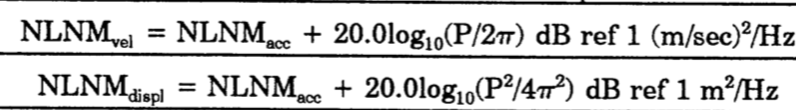 NLNM_vel = NLNM_acc + 20.0log₁₀(P/2π) dB ref 1 (m/sec)²/Hz
NLNM_displ = NLNM_acc + 20.0log₁₀(P²/4π²) dB ref 1 m²/Hz